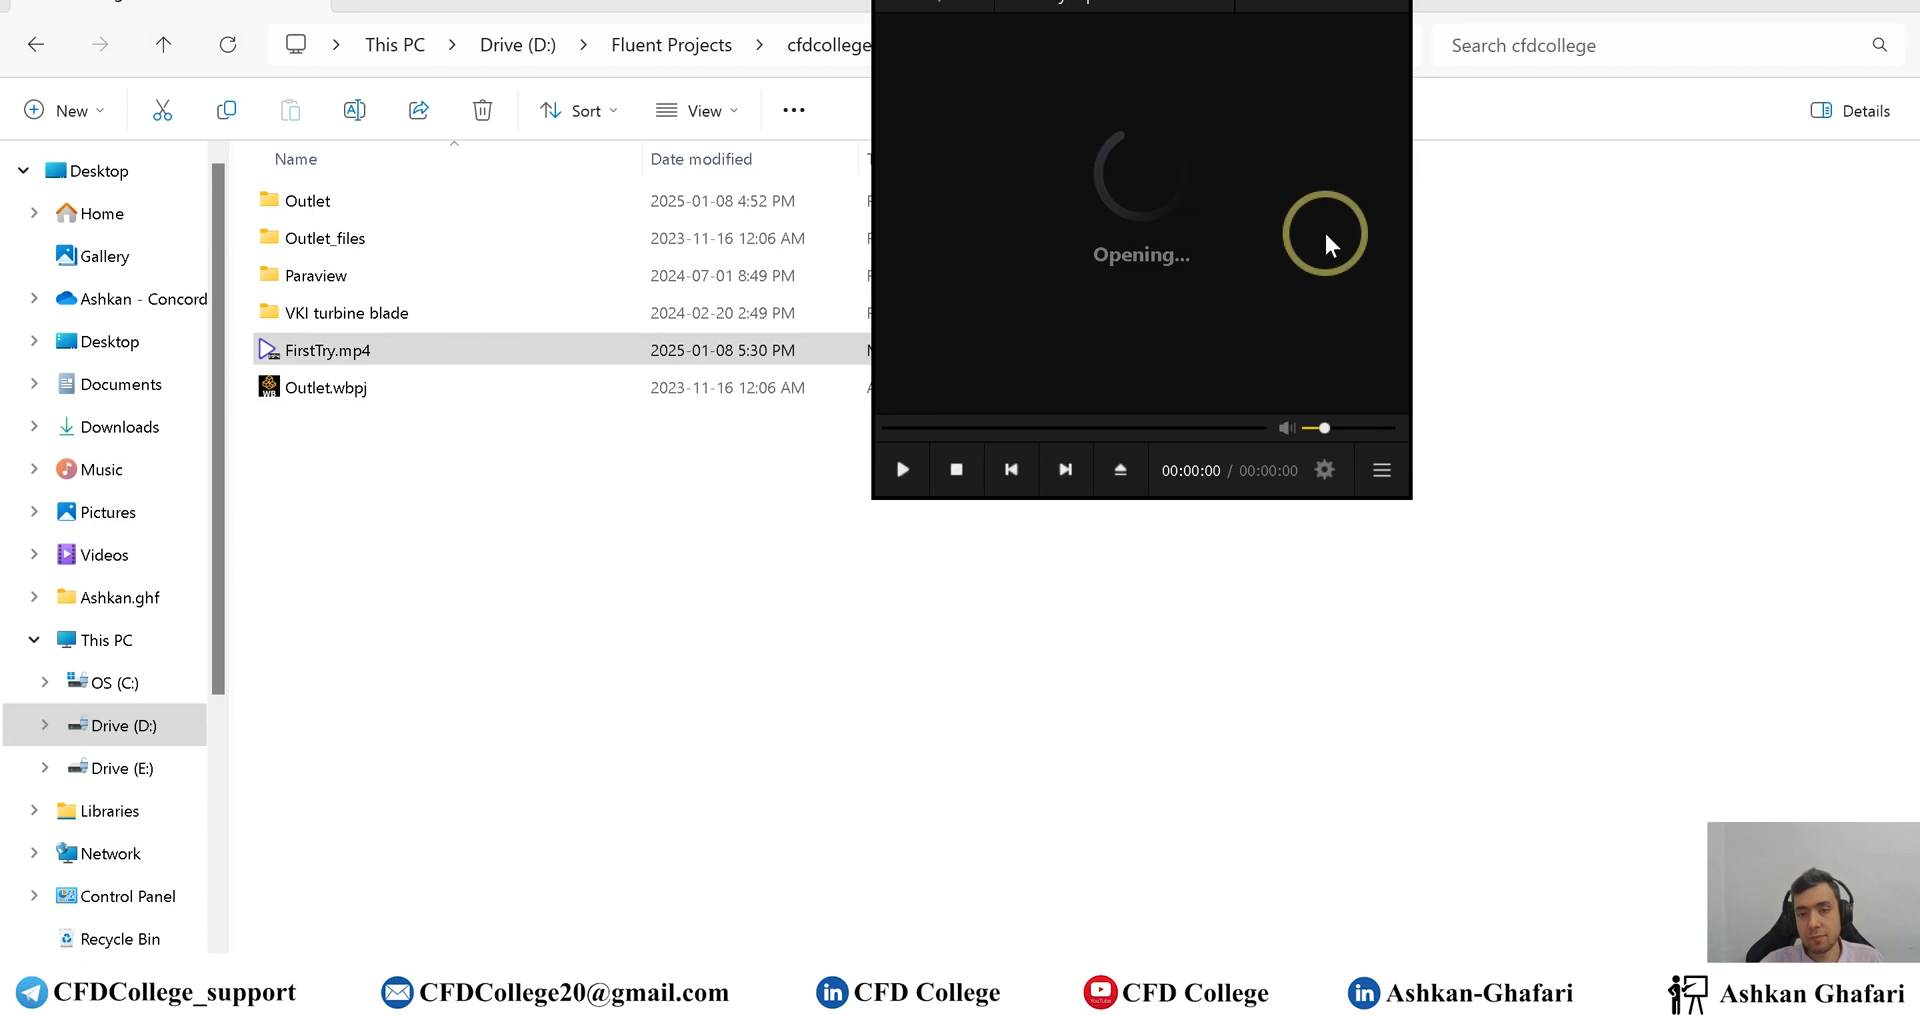 This PC > Drive (D:) > Fluent Projects > cfdcollege
Search cfdcollege
New
Sort
View
Details
Name
Date modified
Outlet 2025-01-08 4:52 PM
Outlet_files 2023-11-16 12:06 AM
Paraview 2024-07-01 8:49 PM
VKI turbine blade 2024-02-20 2:49 PM
FirstTry.mp4 2025-01-08 5:30 PM
Outlet.wbpj 2023-11-16 12:06 AM
Desktop
Home
Gallery
Ashkan - Concord
Desktop
Documents
Downloads
Music
Pictures
Videos
Ashkan.ghf
This PC
OS (C:)
Drive (D:)
Drive (E:)
Libraries
Network
Control Panel
Recycle Bin
Opening...
00:00:00 / 00:00:00
CFDCollege_support
CFDCollege20@gmail.com
CFD College
CFD College
Ashkan-Ghafari
Ashkan Ghafari